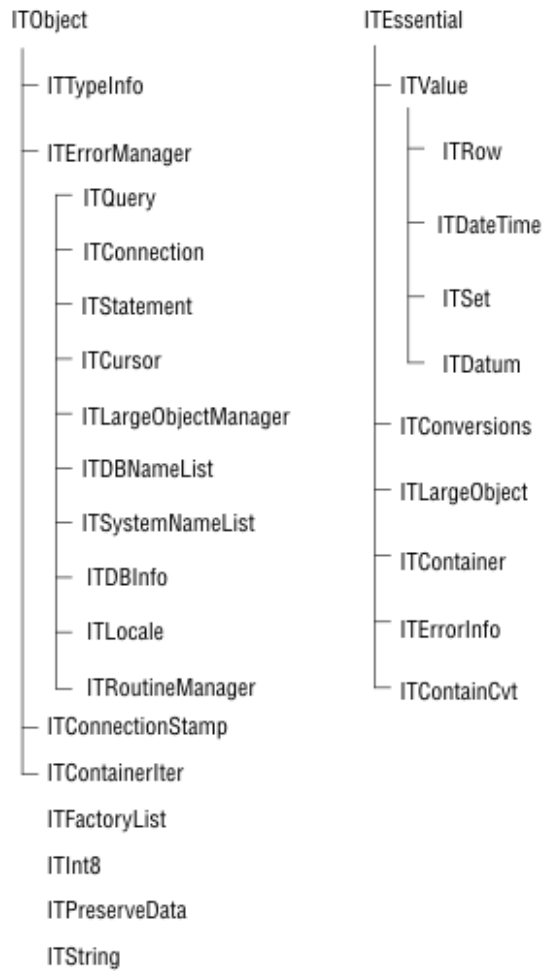 ITObject
ITTypeInfo
ITErrorManager
ITQuery
ITConnection
ITStatement
ITCursor
ITLargeObjectManager
ITDBNameList
ITSystemNameList
ITDBInfo
ITLocale
ITRoutineManager
ITConnectionStamp
ITContainerIter
ITFactoryList
ITInt8
ITPreserveData
ITString
ITEssential
ITValue
ITRow
ITDateTime
ITSet
ITDatum
ITConversions
ITLargeObject
ITContainer
ITErrorInfo
ITContainCvt